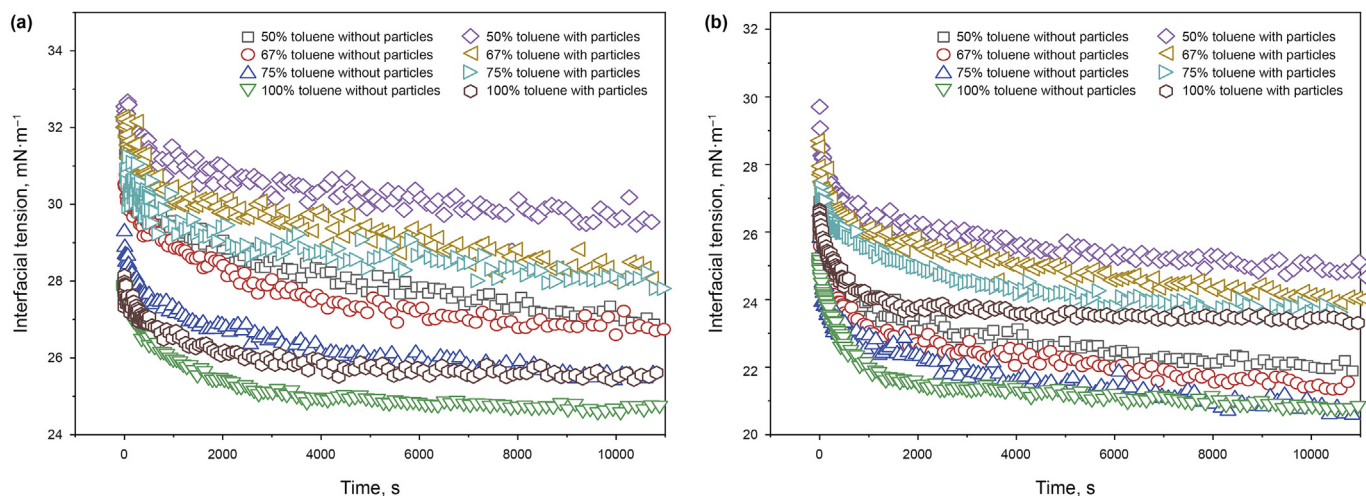 (a)
34
32
30
28
26
24
Interfacial tension, mN·m⁻¹
50% toluene without particles
67% toluene without particles
75% toluene without particles
100% toluene without particles
50% toluene with particles
67% toluene with particles
75% toluene with particles
100% toluene with particles
0 2000 4000 6000 8000 10000
Time, s
(b)
32
30
28
26
24
22
20
Interfacial tension, mN·m⁻¹
50% toluene without particles
67% toluene without particles
75% toluene without particles
100% toluene without particles
50% toluene with particles
67% toluene with particles
75% toluene with particles
100% toluene with particles
0 2000 4000 6000 8000 10000
Time, s